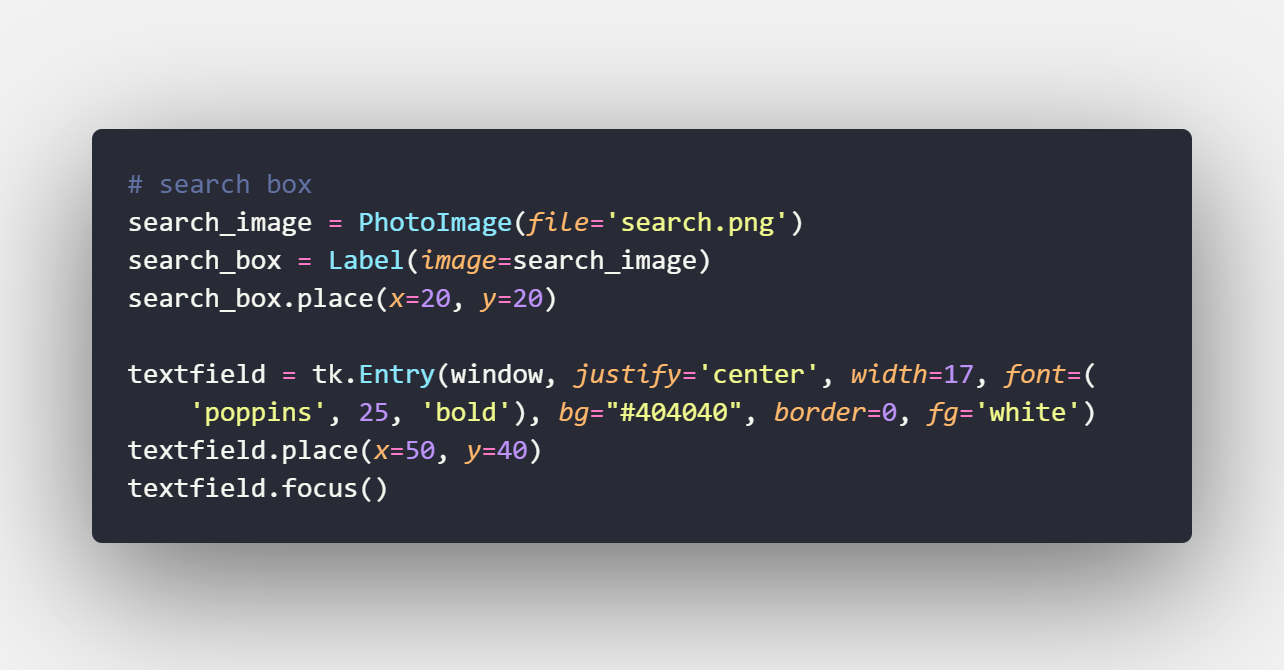 # search box
search_image = PhotoImage(file='search.png')
search_box = Label(image=search_image)
search_box.place(x=20, y=20)

textfield = tk.Entry(window, justify='center', width=17, font=(
    'poppins', 25, 'bold'), bg="#404040", border=0, fg='white')
textfield.place(x=50, y=40)
textfield.focus()